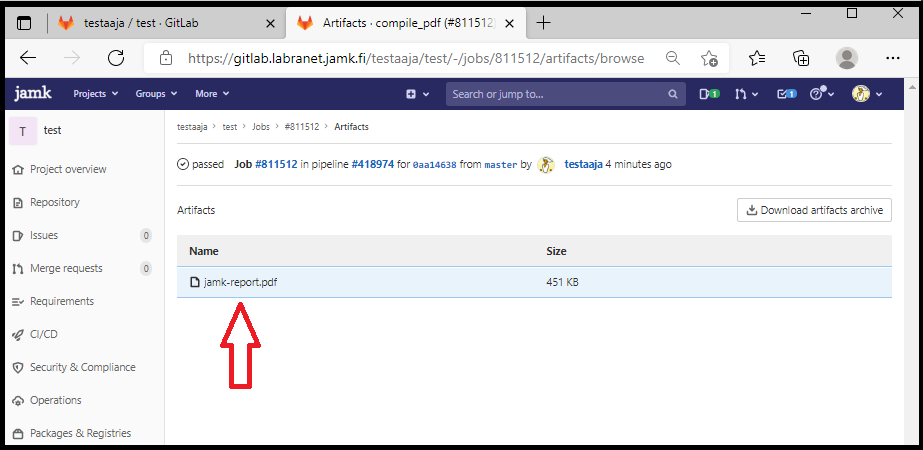 testaaja / test · GitLab
Artifacts · compile_pdf (#811512)
https://gitlab.labranet.jamk.fi/testaaja/test/-/jobs/811512/artifacts/browse
jamk Projects Groups More Search or jump to... 1 1
T test
testaaja > test > Jobs > #811512 > Artifacts
passed Job #811512 in pipeline #418974 for 0aa14638 from master by testaaja 4 minutes ago
Project overview
Repository
Issues 0
Merge requests 0
Requirements
CI/CD
Security & Compliance
Operations
Packages & Registries
Artifacts
Download artifacts archive
Name Size
jamk-report.pdf 451 KB